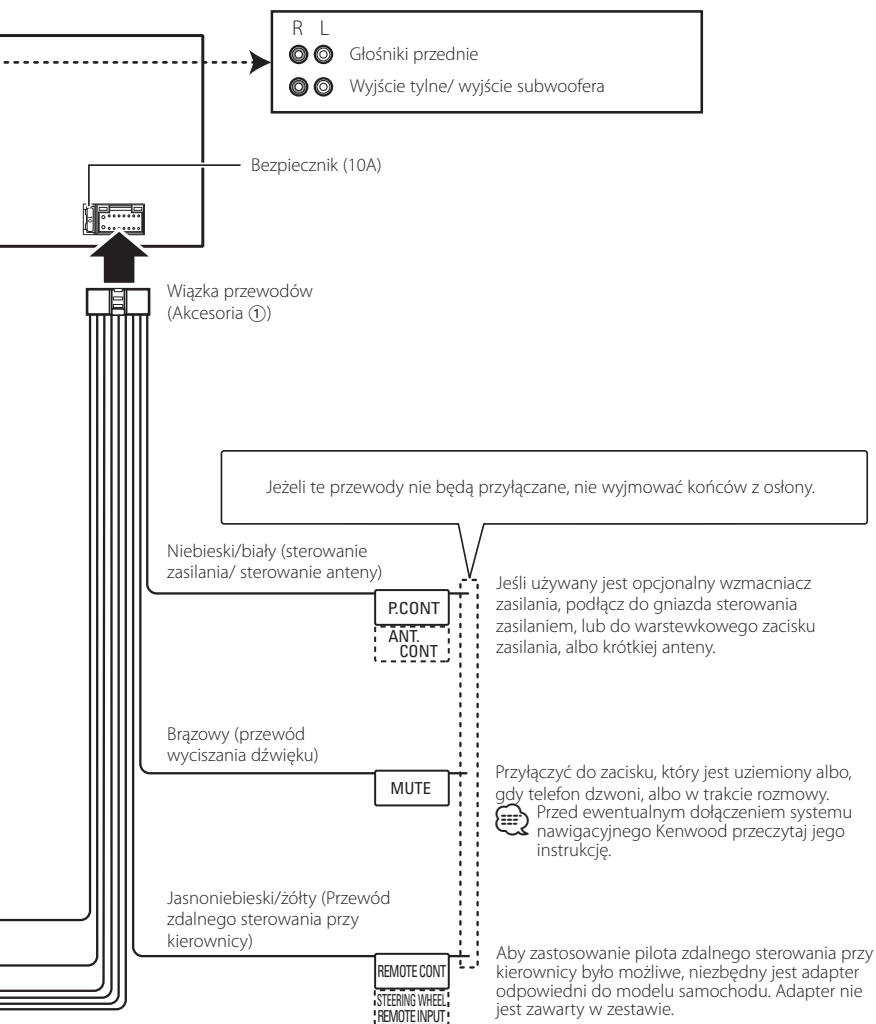 R L
Głośniki przednie
Wyjście tylne/ wyjście subwoofera
Bezpiecznik (10A)
Wiązka przewodów
(Akcesoria ①)
Jeżeli te przewody nie będą przyłączane, nie wyjmować końców z osłony.
Niebieski/biały (sterowanie
zasilania/ sterowanie anteny)
P.CONT
ANT.
CONT
Jeśli używany jest opcjonalny wzmacniacz
zasilania, podłącz do gniazda sterowania
zasilaniem, lub do warstewkowego zacisku
zasilania, albo krótkiej anteny.
Brązowy (przewód
wyciszania dźwięku)
MUTE
Przyłączyć do zacisku, który jest uziemiony albo,
gdy telefon dzwoni, albo w trakcie rozmowy.
Przed ewentualnym dołączeniem systemu
nawigacyjnego Kenwood przeczytaj jego
instrukcję.
Jasnoniebieski/żółty (Przewód
zdalnego sterowania przy
kierownicy)
REMOTE CONT
STEERING WHEEL
REMOTE INPUT
Aby zastosowanie pilota zdalnego sterowania przy
kierownicy było możliwe, niezbędny jest adapter
odpowiedni do modelu samochodu. Adapter nie
jest zawarty w zestawie.